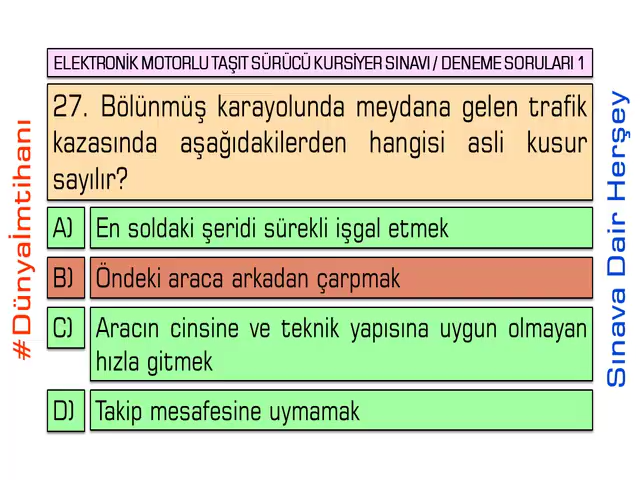 ELEKTRONİK MOTORLU TAŞIT SÜRÜCÜ KURSİYER SINAVI / DENEME SORULARI 1
27. Bölünmüş karayolunda meydana gelen trafik
kazasında aşağıdakilerden hangisi asli kusur
sayılır?
A) En soldaki şeridi sürekli işgal etmek
B) Öndeki araca arkadan çarpmak
C) Aracın cinsine ve teknik yapısına uygun olmayan
hızla gitmek
D) Takip mesafesine uymamak
#Dünyaİmtihanı
Sınava Dair Herşey